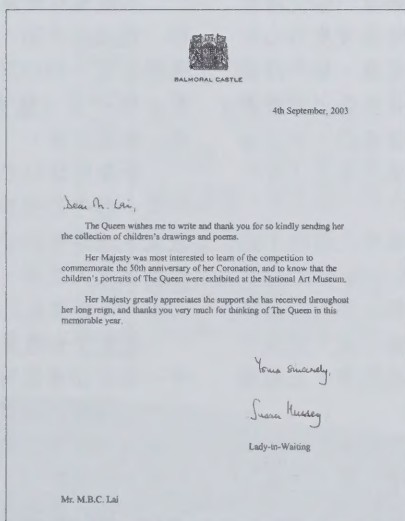 BALMORAL CASTLE
4th September, 2003
Dear Mr. Lai,
The Queen wishes me to write and thank you for so kindly sending her
the collection of children's drawings and poems.
Her Majesty was most interested to learn of the competition to
commemorate the 50th anniversary of her Coronation, and to know that the
children's portraits of The Queen were exhibited at the National Art Museum.
Her Majesty greatly appreciates the support she has received throughout
her long reign, and thanks you very much for thinking of The Queen in this
memorable year.
Yours sincerely,
Susan Hussey
Lady-in-Waiting
Mr. M.B.C. Lai